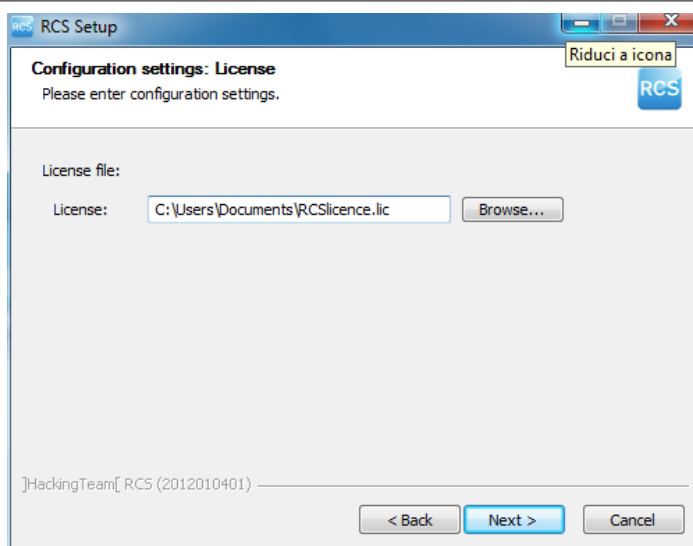 RCS RCS Setup
Riduci a icona
Configuration settings: License
Please enter configuration settings.
RCS
License file:
License: C:\Users\Documents\RCSlicence.lic Browse...
]HackingTeam[ RCS (2012010401)
< Back Next > Cancel